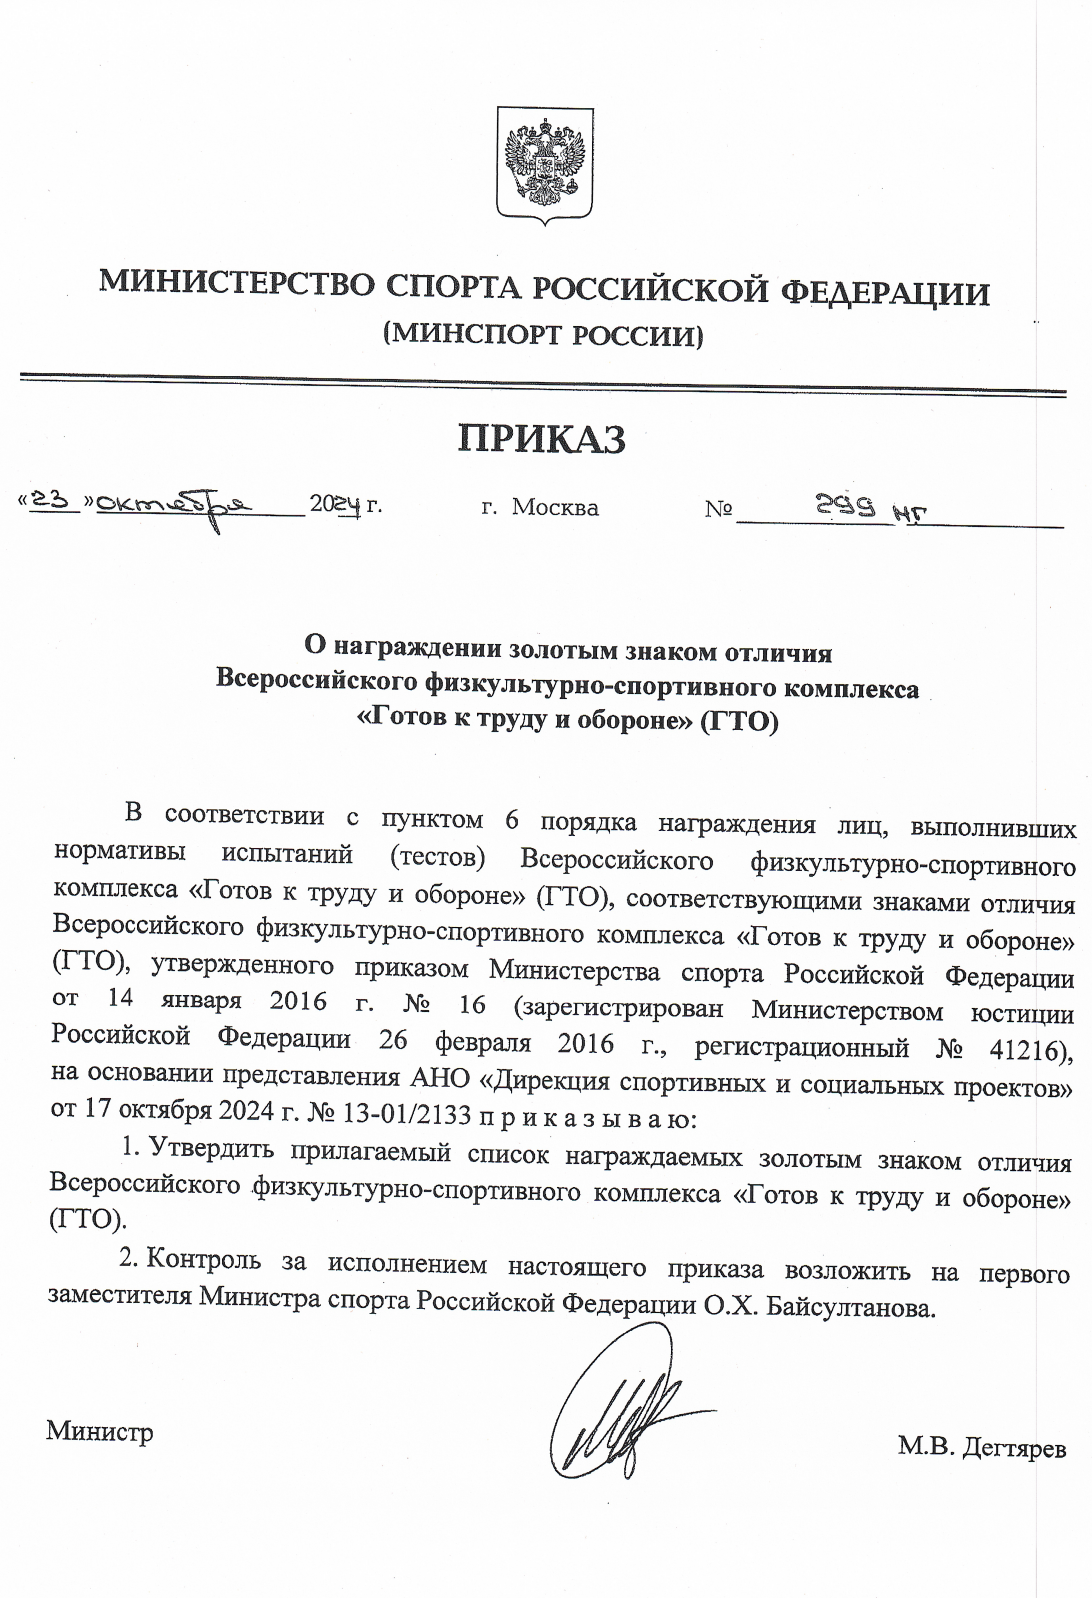 МИНИСТЕРСТВО СПОРТА РОССИЙСКОЙ ФЕДЕРАЦИИ
(МИНСПОРТ РОССИИ)
ПРИКАЗ
«23» октября 2024 г. г. Москва № 299 нг
О награждении золотым знаком отличия
Всероссийского физкультурно-спортивного комплекса
«Готов к труду и обороне» (ГТО)
В соответствии с пунктом 6 порядка награждения лиц, выполнивших
нормативы испытаний (тестов) Всероссийского физкультурно-спортивного
комплекса «Готов к труду и обороне» (ГТО), соответствующими знаками отличия
Всероссийского физкультурно-спортивного комплекса «Готов к труду и обороне»
(ГТО), утвержденного приказом Министерства спорта Российской Федерации
от 14 января 2016 г. № 16 (зарегистрирован Министерством юстиции
Российской Федерации 26 февраля 2016 г., регистрационный № 41216),
на основании представления АНО «Дирекция спортивных и социальных проектов»
от 17 октября 2024 г. № 13-01/2133 п р и к а з ы в а ю:
1. Утвердить прилагаемый список награждаемых золотым знаком отличия
Всероссийского физкультурно-спортивного комплекса «Готов к труду и обороне»
(ГТО).
2. Контроль за исполнением настоящего приказа возложить на первого
заместителя Министра спорта Российской Федерации О.Х. Байсултанова.
Министр М.В. Дегтярев